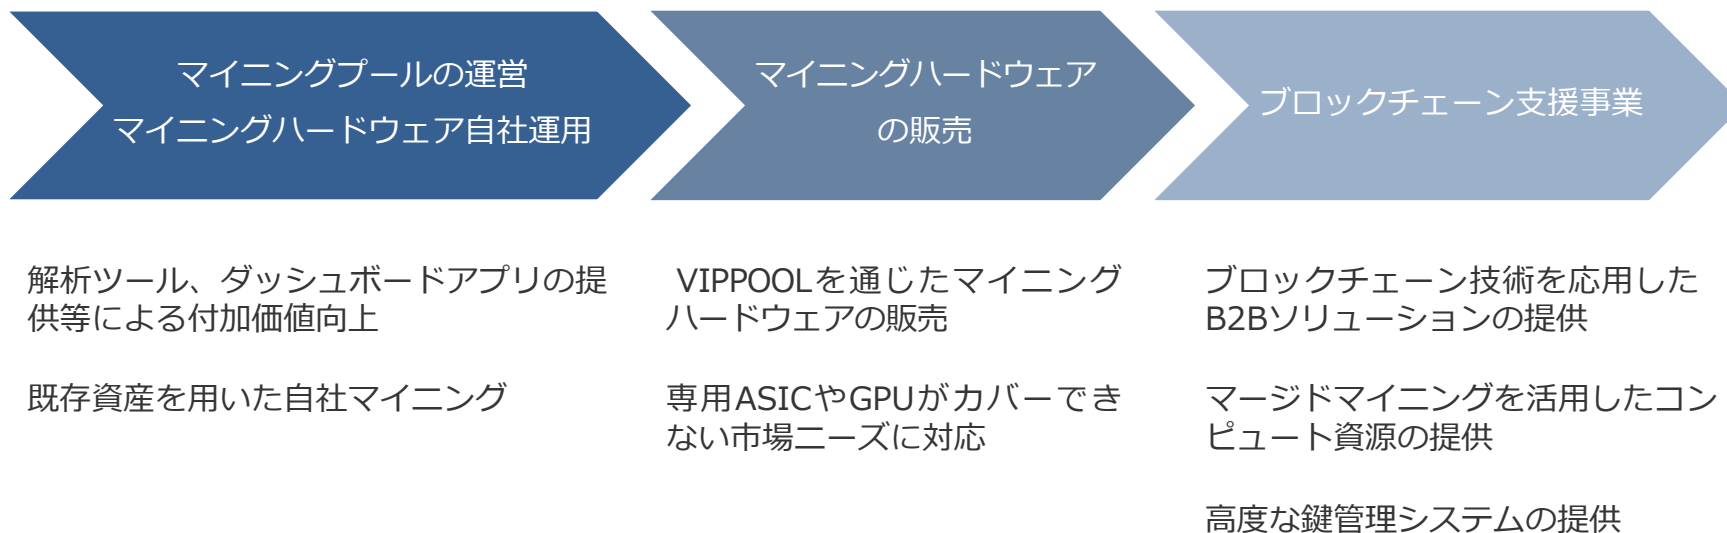 マイニングプールの運営
マイニングハードウェア自社運用
マイニングハードウェア
の販売
ブロックチェーン支援事業
解析ツール、ダッシュボードアプリの提
供等による付加価値向上
既存資産を用いた自社マイニング
VIPPOOLを通じたマイニング
ハードウェアの販売
専用ASICやGPUがカバーでき
ない市場ニーズに対応
ブロックチェーン技術を応用した
B2Bソリューションの提供
マージドマイニングを活用したコン
ピュート資源の提供
高度な鍵管理システムの提供